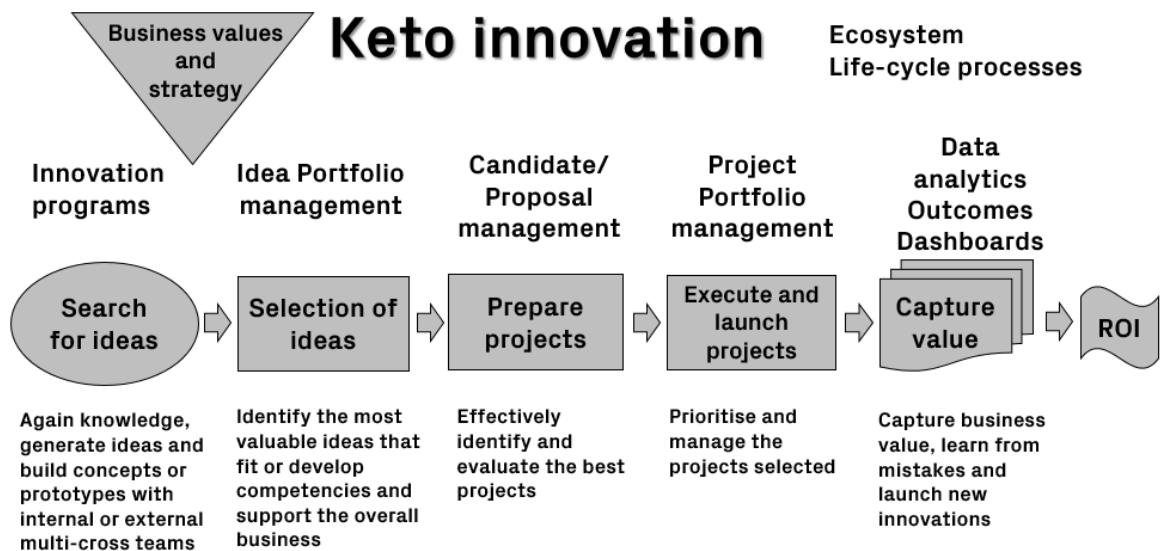 Business values
and
strategy
Keto innovation
Ecosystem
Life-cycle processes
Innovation
programs
Idea Portfolio
management
Candidate/
Proposal
management
Project
Portfolio
management
Data
analytics
Outcomes
Dashboards
Search
for ideas
Selection of
ideas
Prepare
projects
Execute and
launch
projects
Capture
value
ROI
Again knowledge,
generate ideas and
build concepts or
prototypes with
internal or external
multi-cross teams
Identify the most
valuable ideas that
fit or develop
competencies and
support the overall
business
Effectively
identify and
evaluate the best
projects
Prioritise and
manage the
projects selected
Capture business
value, learn from
mistakes and
launch new
innovations